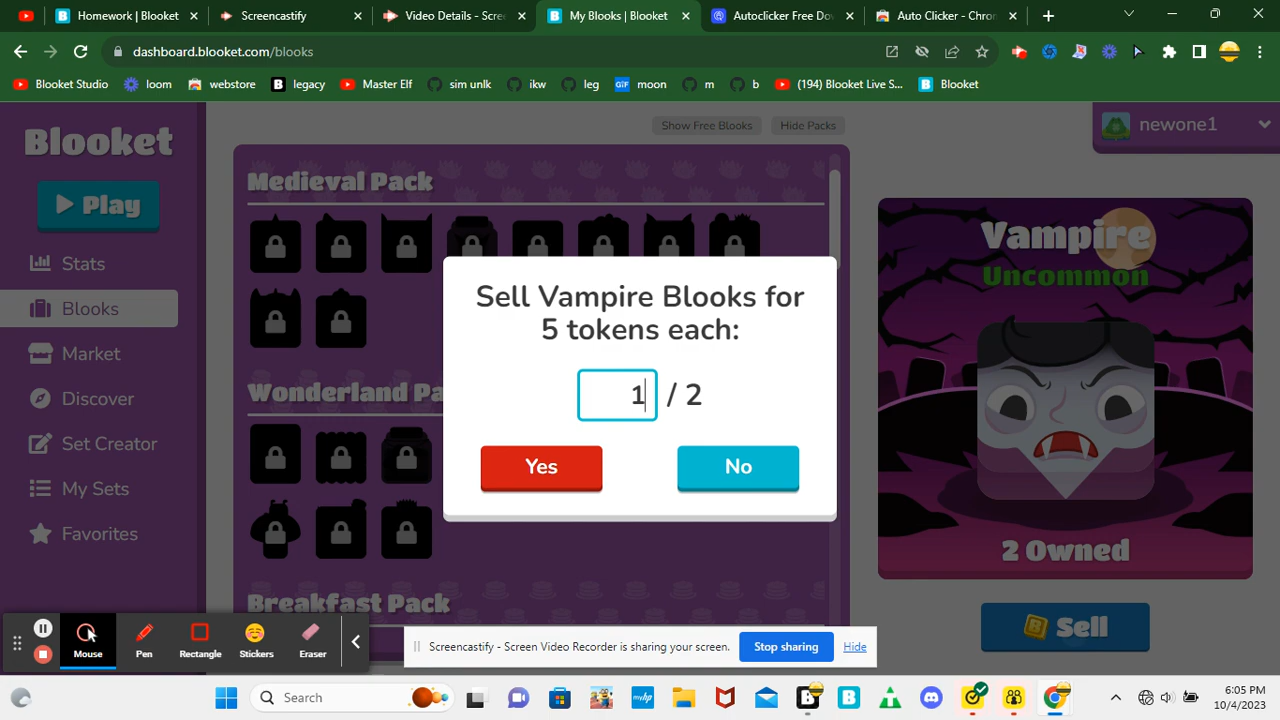 Homework | Blooket
Screencastify
Video Details - Scre
My Blooks | Blooket
Autoclicker Free Dov
Auto Clicker - Chron
dashboard.blooket.com/blooks
Blooket Studio
loom
webstore
legacy
Master Elf
sim unlk
ikw
leg
moon
m
b
(194) Blooket Live S...
Blooket
Blooket
Play
Stats
Blooks
Market
Discover
Set Creator
My Sets
Favorites
Show Free Blooks
Hide Packs
newone1
Medieval Pack
Wonderland Pa
Breakfast Pack
Sell Vampire Blooks for
5 tokens each:
1 / 2
Yes
No
Vampire
Uncommon
2 Owned
Sell
Mouse
Pen
Rectangle
Stickers
Eraser
Screencastify - Screen Video Recorder is sharing your screen.
Stop sharing
Hide
Search
6:05 PM
10/4/2023